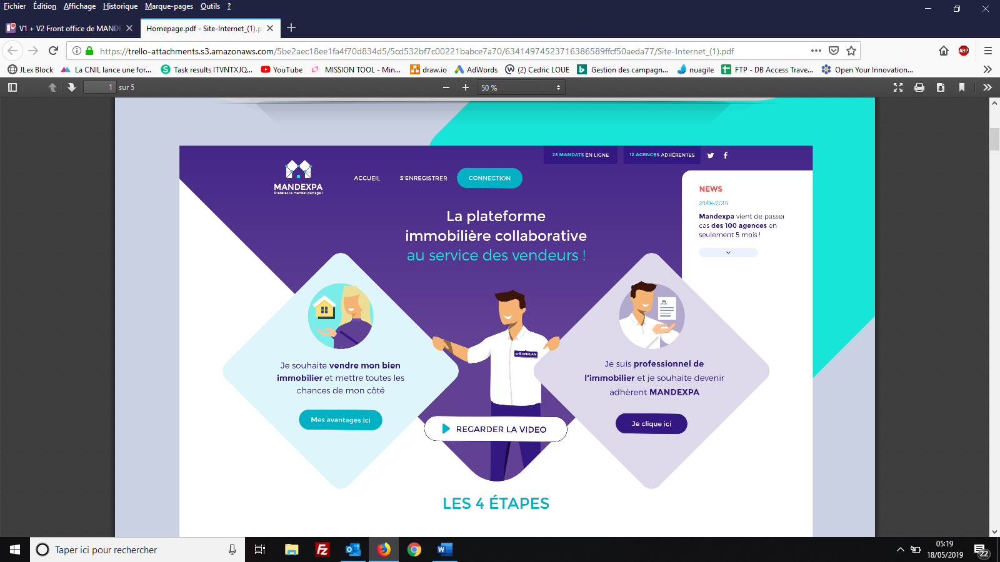 Fichier Édition Affichage Historique Marque-pages Outils ?
V1 + V2 Front office de MANDE
Homepage.pdf - Site-Internet_(1).p
https://trello-attachments.s3.amazonaws.com/5be2aec18ee1fa4f70d834d5/5cd532bf7c00221babce7a70/63414974523716386589ffcf50aeda77/Site-Internet_(1).pdf
ABP
JLex Block La CNIL lance une for... Task results ITVNTXJQ... YouTube MISSION TOOL - Min... draw.io AdWords (2) Cedric LOUE Gestion des campagn... nuagile FTP - DB Access Trave... Open Your Innovation...
1 sur 5 50 %
23 MANDATS EN LIGNE 12 AGENCES ADHÉRENTES
MANDEXPA
Préférez le mandat partagé !
ACCUEIL S'ENREGISTRER CONNECTION
NEWS
29/04/2019
Mandexpa vient de passer
cas des 100 agences en
seulement 5 mois !
La plateforme
immobilière collaborative
au service des vendeurs !
Je souhaite vendre mon bien
immobilier et mettre toutes les
chances de mon côté
Mes avantages ici
e-BONPLAN
REGARDER LA VIDEO
Je suis professionnel de
l'immobilier et je souhaite devenir
adhèrent MANDEXPA
Je clique ici
LES 4 ÉTAPES
Taper ici pour rechercher
05:19
18/05/2019
22